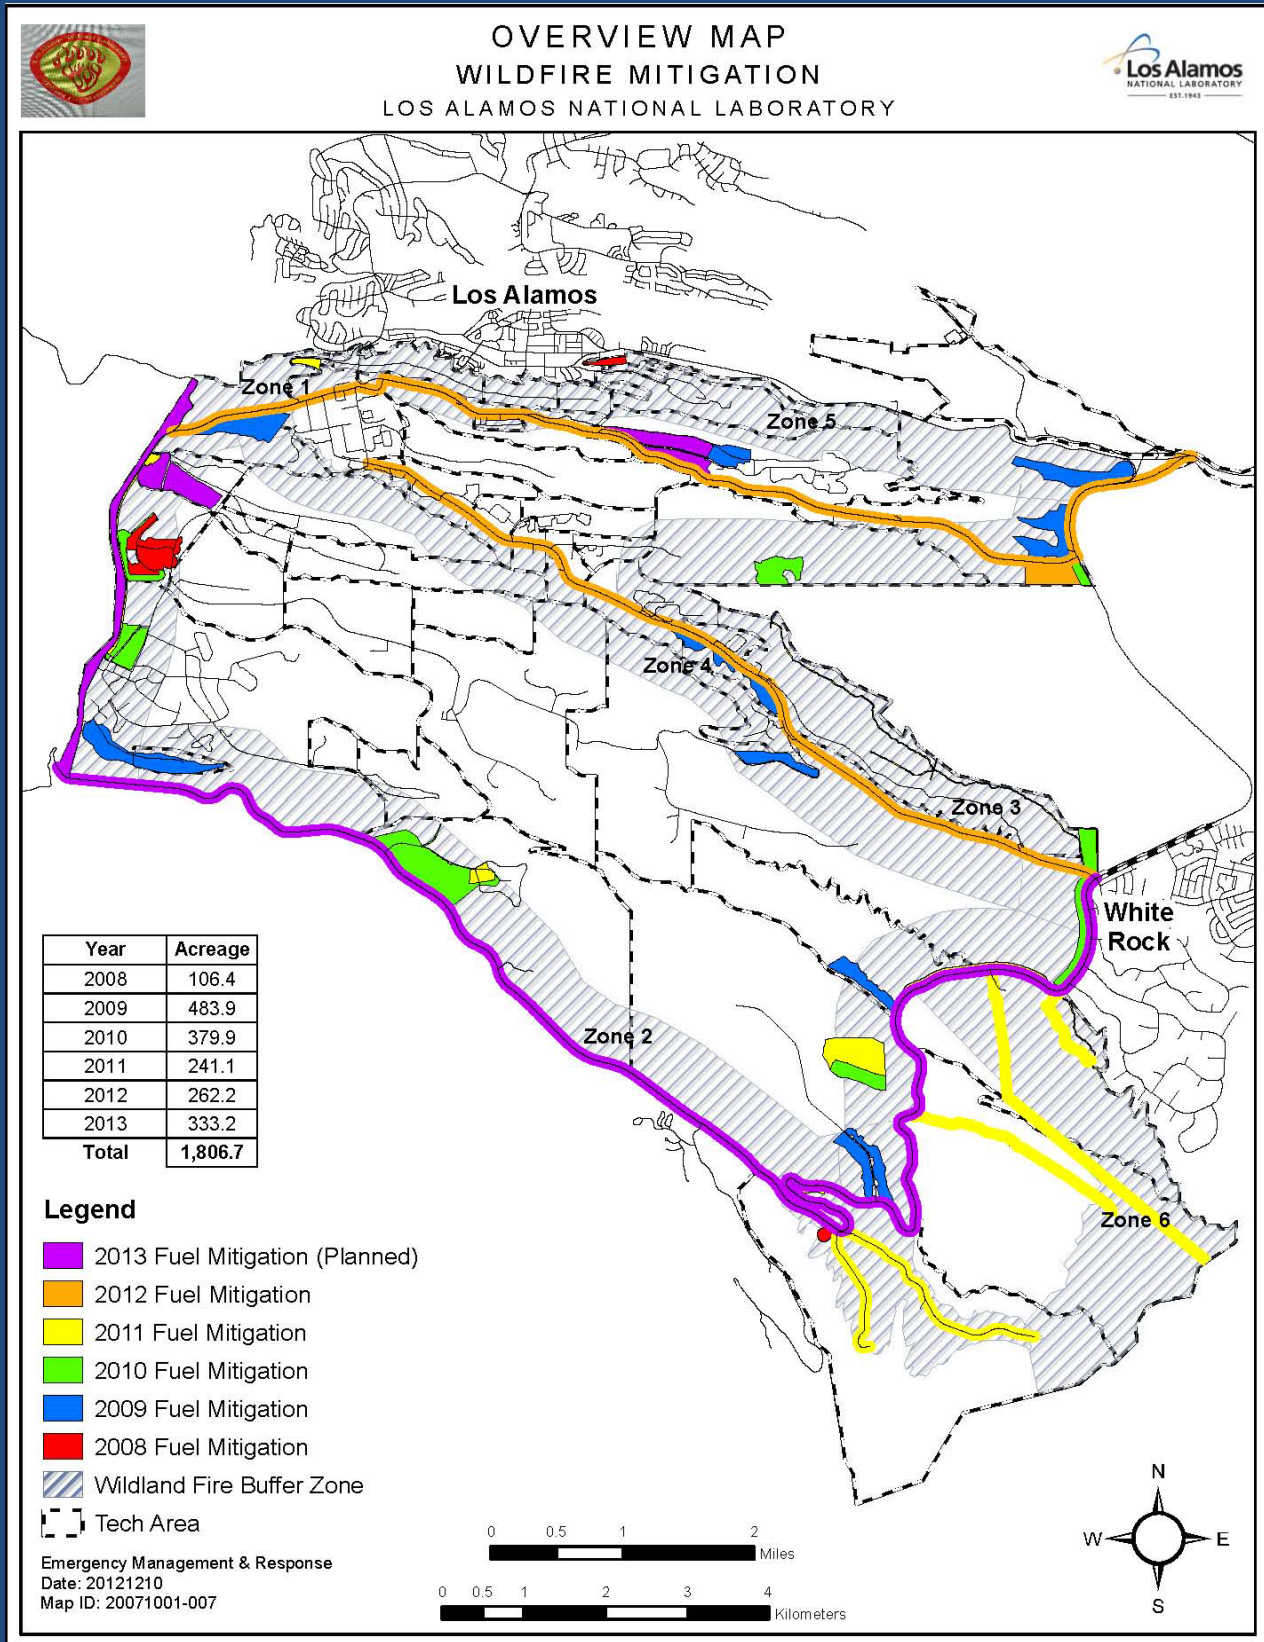 OVERVIEW MAP
WILDFIRE MITIGATION
LOS ALAMOS NATIONAL LABORATORY
Los Alamos
NATIONAL LABORATORY
EST.1943
Los Alamos
Zone 1
Zone 5
Zone 4
Zone 3
White
Rock
Zone 2
Zone 6
Year Acreage
2008 106.4
2009 483.9
2010 379.9
2011 241.1
2012 262.2
2013 333.2
Total 1,806.7
Legend
2013 Fuel Mitigation (Planned)
2012 Fuel Mitigation
2011 Fuel Mitigation
2010 Fuel Mitigation
2009 Fuel Mitigation
2008 Fuel Mitigation
Wildland Fire Buffer Zone
Tech Area
Emergency Management & Response
Date: 20121210
Map ID: 20071001-007
0 0.5 1 2
Miles
0 0.5 1 2 3 4
Kilometers
N
W E
S